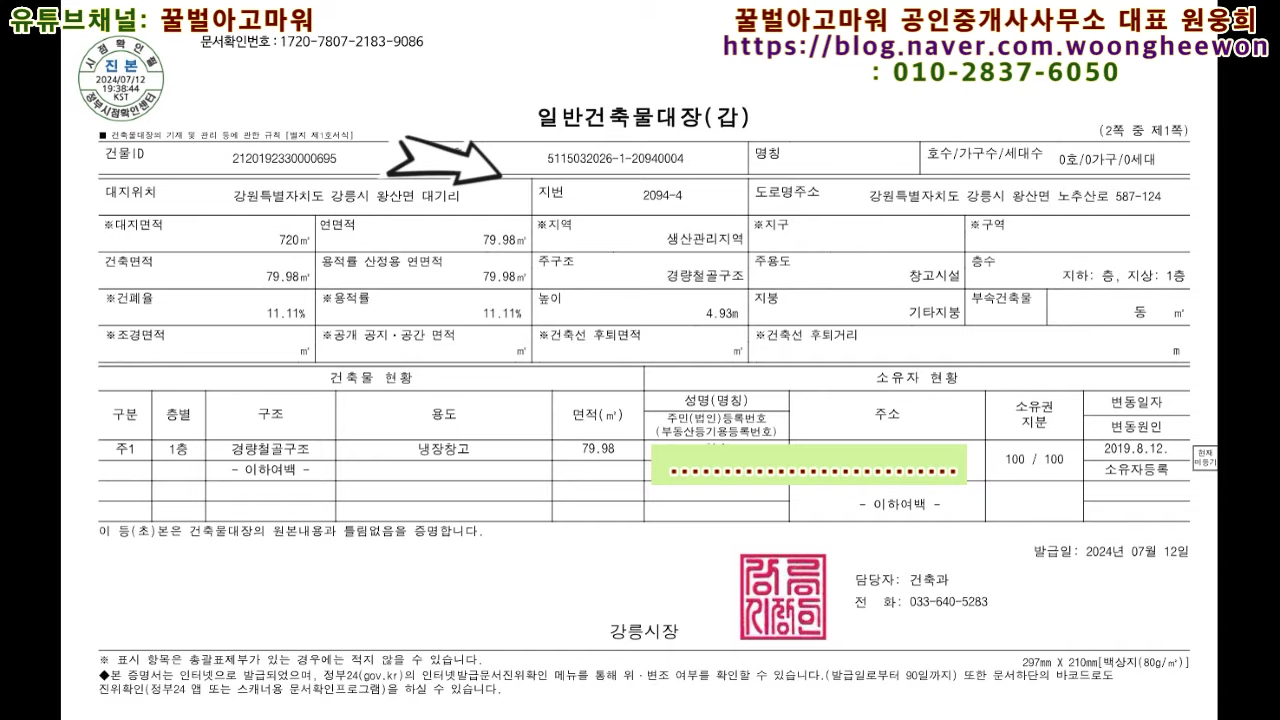 유튜브채널: 꿀벌아고마워
꿀벌아고마워 공인중개사사무소 대표 원웅희
https://blog.naver.com.woongheewon
: 010-2837-6050
문서확인번호 : 1720-7807-2183-9086
시점확인필
진 본
2024/07/12
19:38:44
KST
정부시점확인센터
일반건축물대장(갑)
■ 건축물대장의 기재 및 관리 등에 관한 규칙 [별지 제1호서식]
(2쪽 중 제1쪽)
건물ID 2120192330000695 5115032026-1-20940004 명칭 호수/가구수/세대수 0호/0가구/0세대
대지위치 강원특별자치도 강릉시 왕산면 대기리 지번 2094-4 도로명주소 강원특별자치도 강릉시 왕산면 노추산로 587-124
※대지면적 720㎡ 연면적 79.98㎡ ※지역 생산관리지역 ※지구 ※구역
건축면적 79.98㎡ 용적률 산정용 연면적 79.98㎡ 주구조 경량철골구조 주용도 창고시설 층수 지하: 층, 지상: 1층
※건폐율 11.11% ※용적률 11.11% 높이 4.93m 지붕 기타지붕 부속건축물 동 ㎡
※조경면적 ㎡ ※공개 공지·공간 면적 ㎡ ※건축선 후퇴면적 ㎡ ※건축선 후퇴거리 m
건축물 현황 소유자 현황
구분 층별 구조 용도 면적(㎡) 성명(명칭) 주민(법인)등록번호 (부동산등기용등록번호) 주소 소유권 지분 변동일자 변동원인
주1 1층 경량철골구조 냉장창고 79.98 100 / 100 2019.8.12. 소유자등록
- 이하여백 -
- 이하여백 -
현재
미등기
이 등(초)본은 건축물대장의 원본내용과 틀림없음을 증명합니다.
발급일: 2024년 07월 12일
담당자: 건축과
전 화: 033-640-5283
강릉시장
※ 표시 항목은 총괄표제부가 있는 경우에는 적지 않을 수 있습니다.
297mm X 210mm[백상지(80g/㎡)]
◆본 증명서는 인터넷으로 발급되었으며, 정부24(gov.kr)의 인터넷발급문서진위확인 메뉴를 통해 위·변조 여부를 확인할 수 있습니다.(발급일로부터 90일까지) 또한 문서하단의 바코드로도
진위확인(정부24 앱 또는 스캐너용 문서확인프로그램)을 하실 수 있습니다.